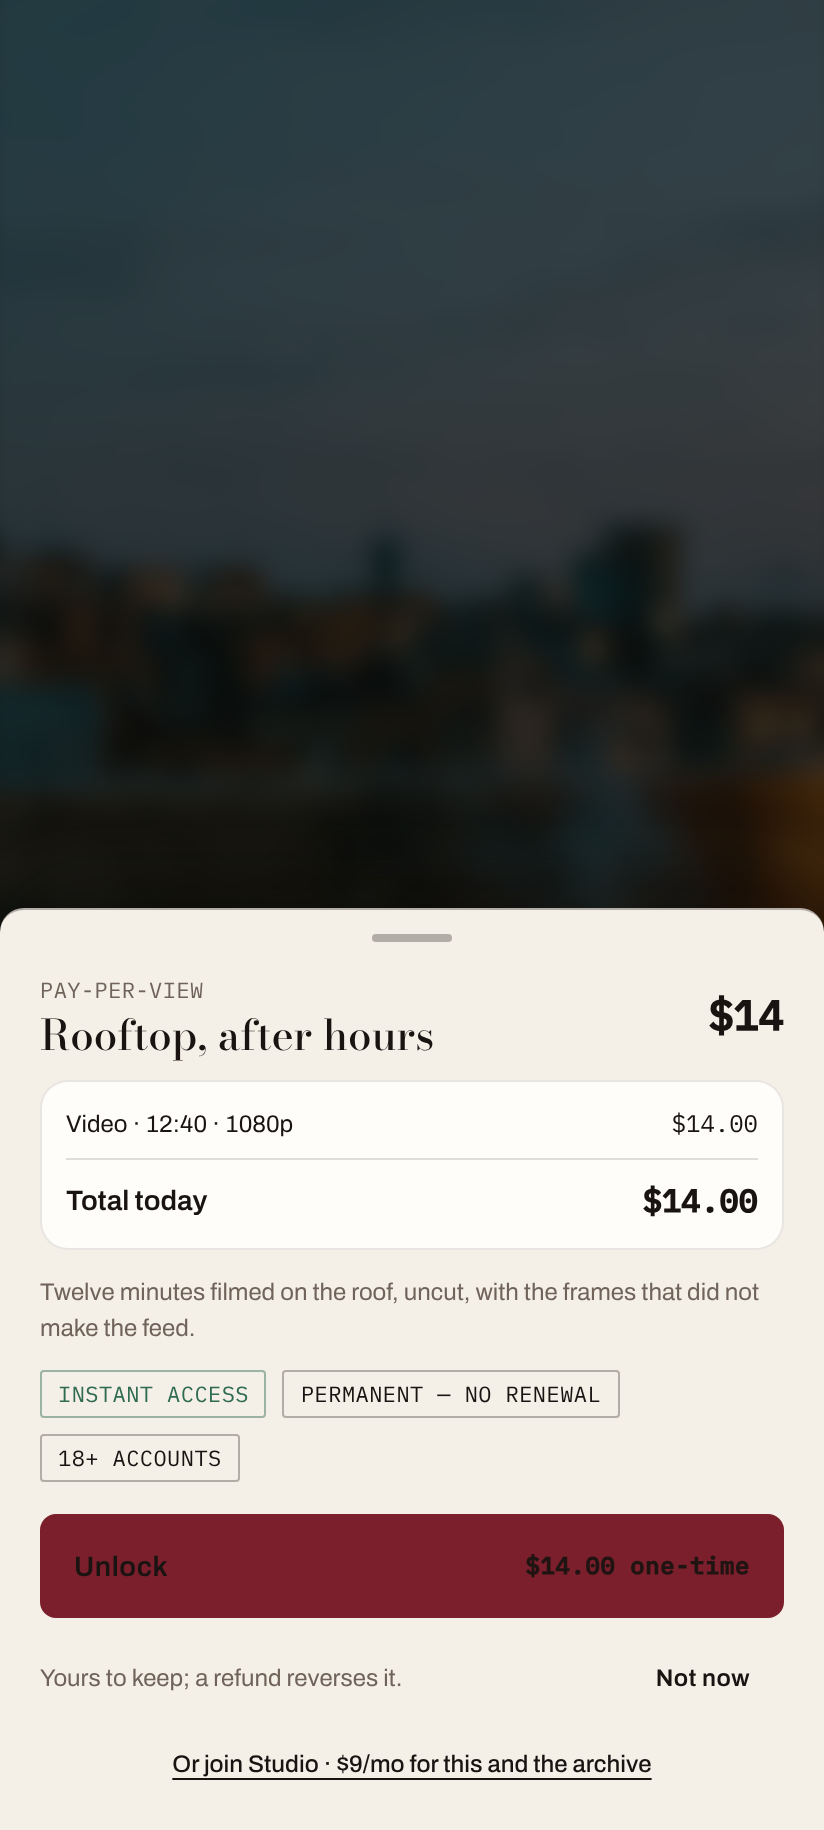 PAY-PER-VIEW
Rooftop, after hours
$14
Video · 12:40 · 1080p $14.00
Total today $14.00
Twelve minutes filmed on the roof, uncut, with the frames that did not
make the feed.
INSTANT ACCESS PERMANENT — NO RENEWAL
18+ ACCOUNTS
Unlock $14.00 one-time
Yours to keep; a refund reverses it. Not now
Or join Studio · $9/mo for this and the archive